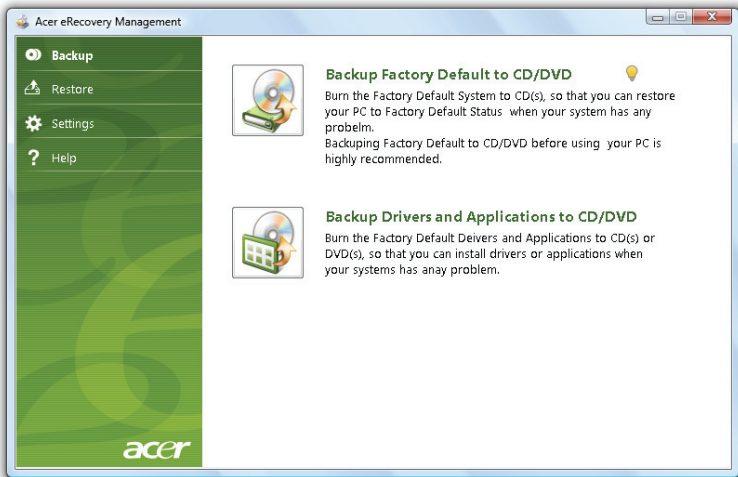 Acer eRecovery Management
Backup
Restore
Settings
Help
Backup Factory Default to CD/DVD
Burn the Factory Default System to CD(s), so that you can restore
your PC to Factory Default Status when your system has any
probelm.
Backuping Factory Default to CD/DVD before using your PC is
highly recommended.
Backup Drivers and Applications to CD/DVD
Burn the Factory Default Deivers and Applications to CD(s) or
DVD(s), so that you can install drivers or applications when
your systems has anay problem.
acer